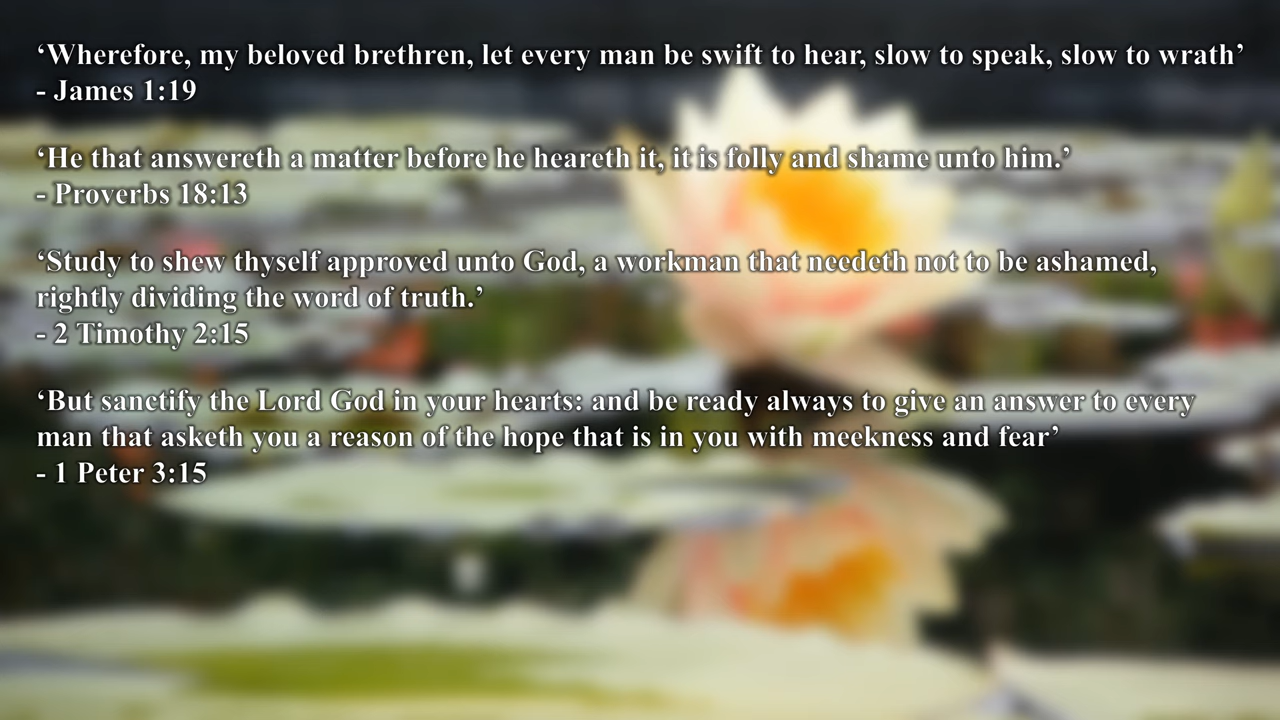 ‘Wherefore, my beloved brethren, let every man be swift to hear, slow to speak, slow to wrath’
- James 1:19
‘He that answereth a matter before he heareth it, it is folly and shame unto him.’
- Proverbs 18:13
‘Study to shew thyself approved unto God, a workman that needeth not to be ashamed,
rightly dividing the word of truth.’
- 2 Timothy 2:15
‘But sanctify the Lord God in your hearts: and be ready always to give an answer to every
man that asketh you a reason of the hope that is in you with meekness and fear’
- 1 Peter 3:15